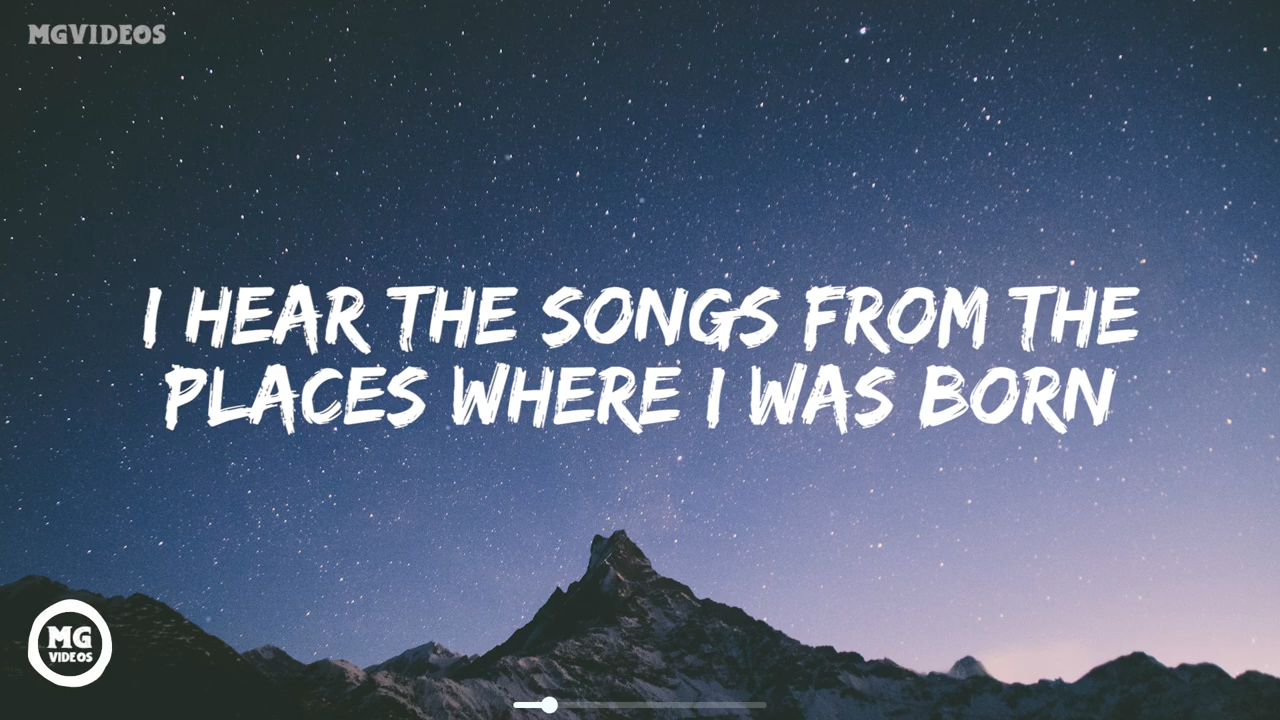 MGVIDEOS
I HEAR THE SONGS FROM THE
PLACES WHERE I WAS BORN
MG
VIDEOS